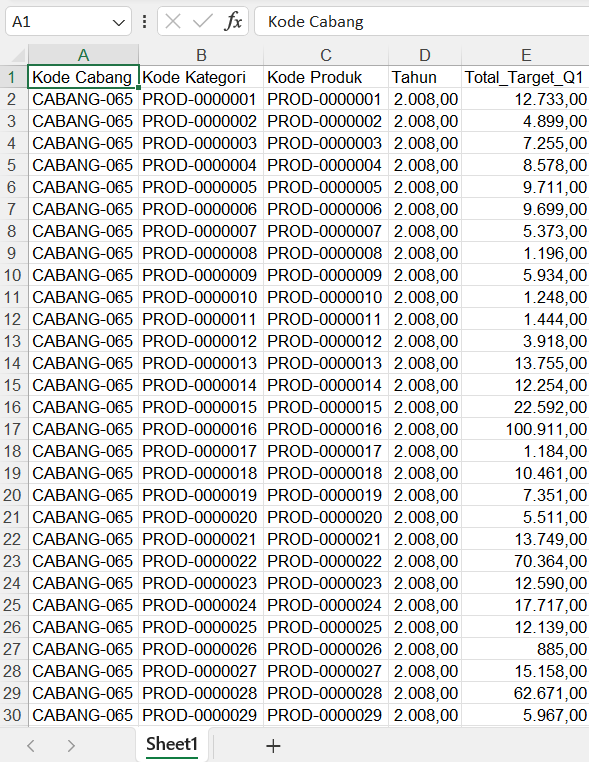 A1 fx Kode Cabang
A B C D E
1 Kode Cabang Kode Kategori Kode Produk Tahun Total_Target_Q1
2 CABANG-065 PROD-0000001 PROD-0000001 2.008,00 12.733,00
3 CABANG-065 PROD-0000002 PROD-0000002 2.008,00 4.899,00
4 CABANG-065 PROD-0000003 PROD-0000003 2.008,00 7.255,00
5 CABANG-065 PROD-0000004 PROD-0000004 2.008,00 8.578,00
6 CABANG-065 PROD-0000005 PROD-0000005 2.008,00 9.711,00
7 CABANG-065 PROD-0000006 PROD-0000006 2.008,00 9.699,00
8 CABANG-065 PROD-0000007 PROD-0000007 2.008,00 5.373,00
9 CABANG-065 PROD-0000008 PROD-0000008 2.008,00 1.196,00
10 CABANG-065 PROD-0000009 PROD-0000009 2.008,00 5.934,00
11 CABANG-065 PROD-0000010 PROD-0000010 2.008,00 1.248,00
12 CABANG-065 PROD-0000011 PROD-0000011 2.008,00 1.444,00
13 CABANG-065 PROD-0000012 PROD-0000012 2.008,00 3.918,00
14 CABANG-065 PROD-0000013 PROD-0000013 2.008,00 13.755,00
15 CABANG-065 PROD-0000014 PROD-0000014 2.008,00 12.254,00
16 CABANG-065 PROD-0000015 PROD-0000015 2.008,00 22.592,00
17 CABANG-065 PROD-0000016 PROD-0000016 2.008,00 100.911,00
18 CABANG-065 PROD-0000017 PROD-0000017 2.008,00 1.184,00
19 CABANG-065 PROD-0000018 PROD-0000018 2.008,00 10.461,00
20 CABANG-065 PROD-0000019 PROD-0000019 2.008,00 7.351,00
21 CABANG-065 PROD-0000020 PROD-0000020 2.008,00 5.511,00
22 CABANG-065 PROD-0000021 PROD-0000021 2.008,00 13.749,00
23 CABANG-065 PROD-0000022 PROD-0000022 2.008,00 70.364,00
24 CABANG-065 PROD-0000023 PROD-0000023 2.008,00 12.590,00
25 CABANG-065 PROD-0000024 PROD-0000024 2.008,00 17.717,00
26 CABANG-065 PROD-0000025 PROD-0000025 2.008,00 12.139,00
27 CABANG-065 PROD-0000026 PROD-0000026 2.008,00 885,00
28 CABANG-065 PROD-0000027 PROD-0000027 2.008,00 15.158,00
29 CABANG-065 PROD-0000028 PROD-0000028 2.008,00 62.671,00
30 CABANG-065 PROD-0000029 PROD-0000029 2.008,00 5.967,00
Sheet1